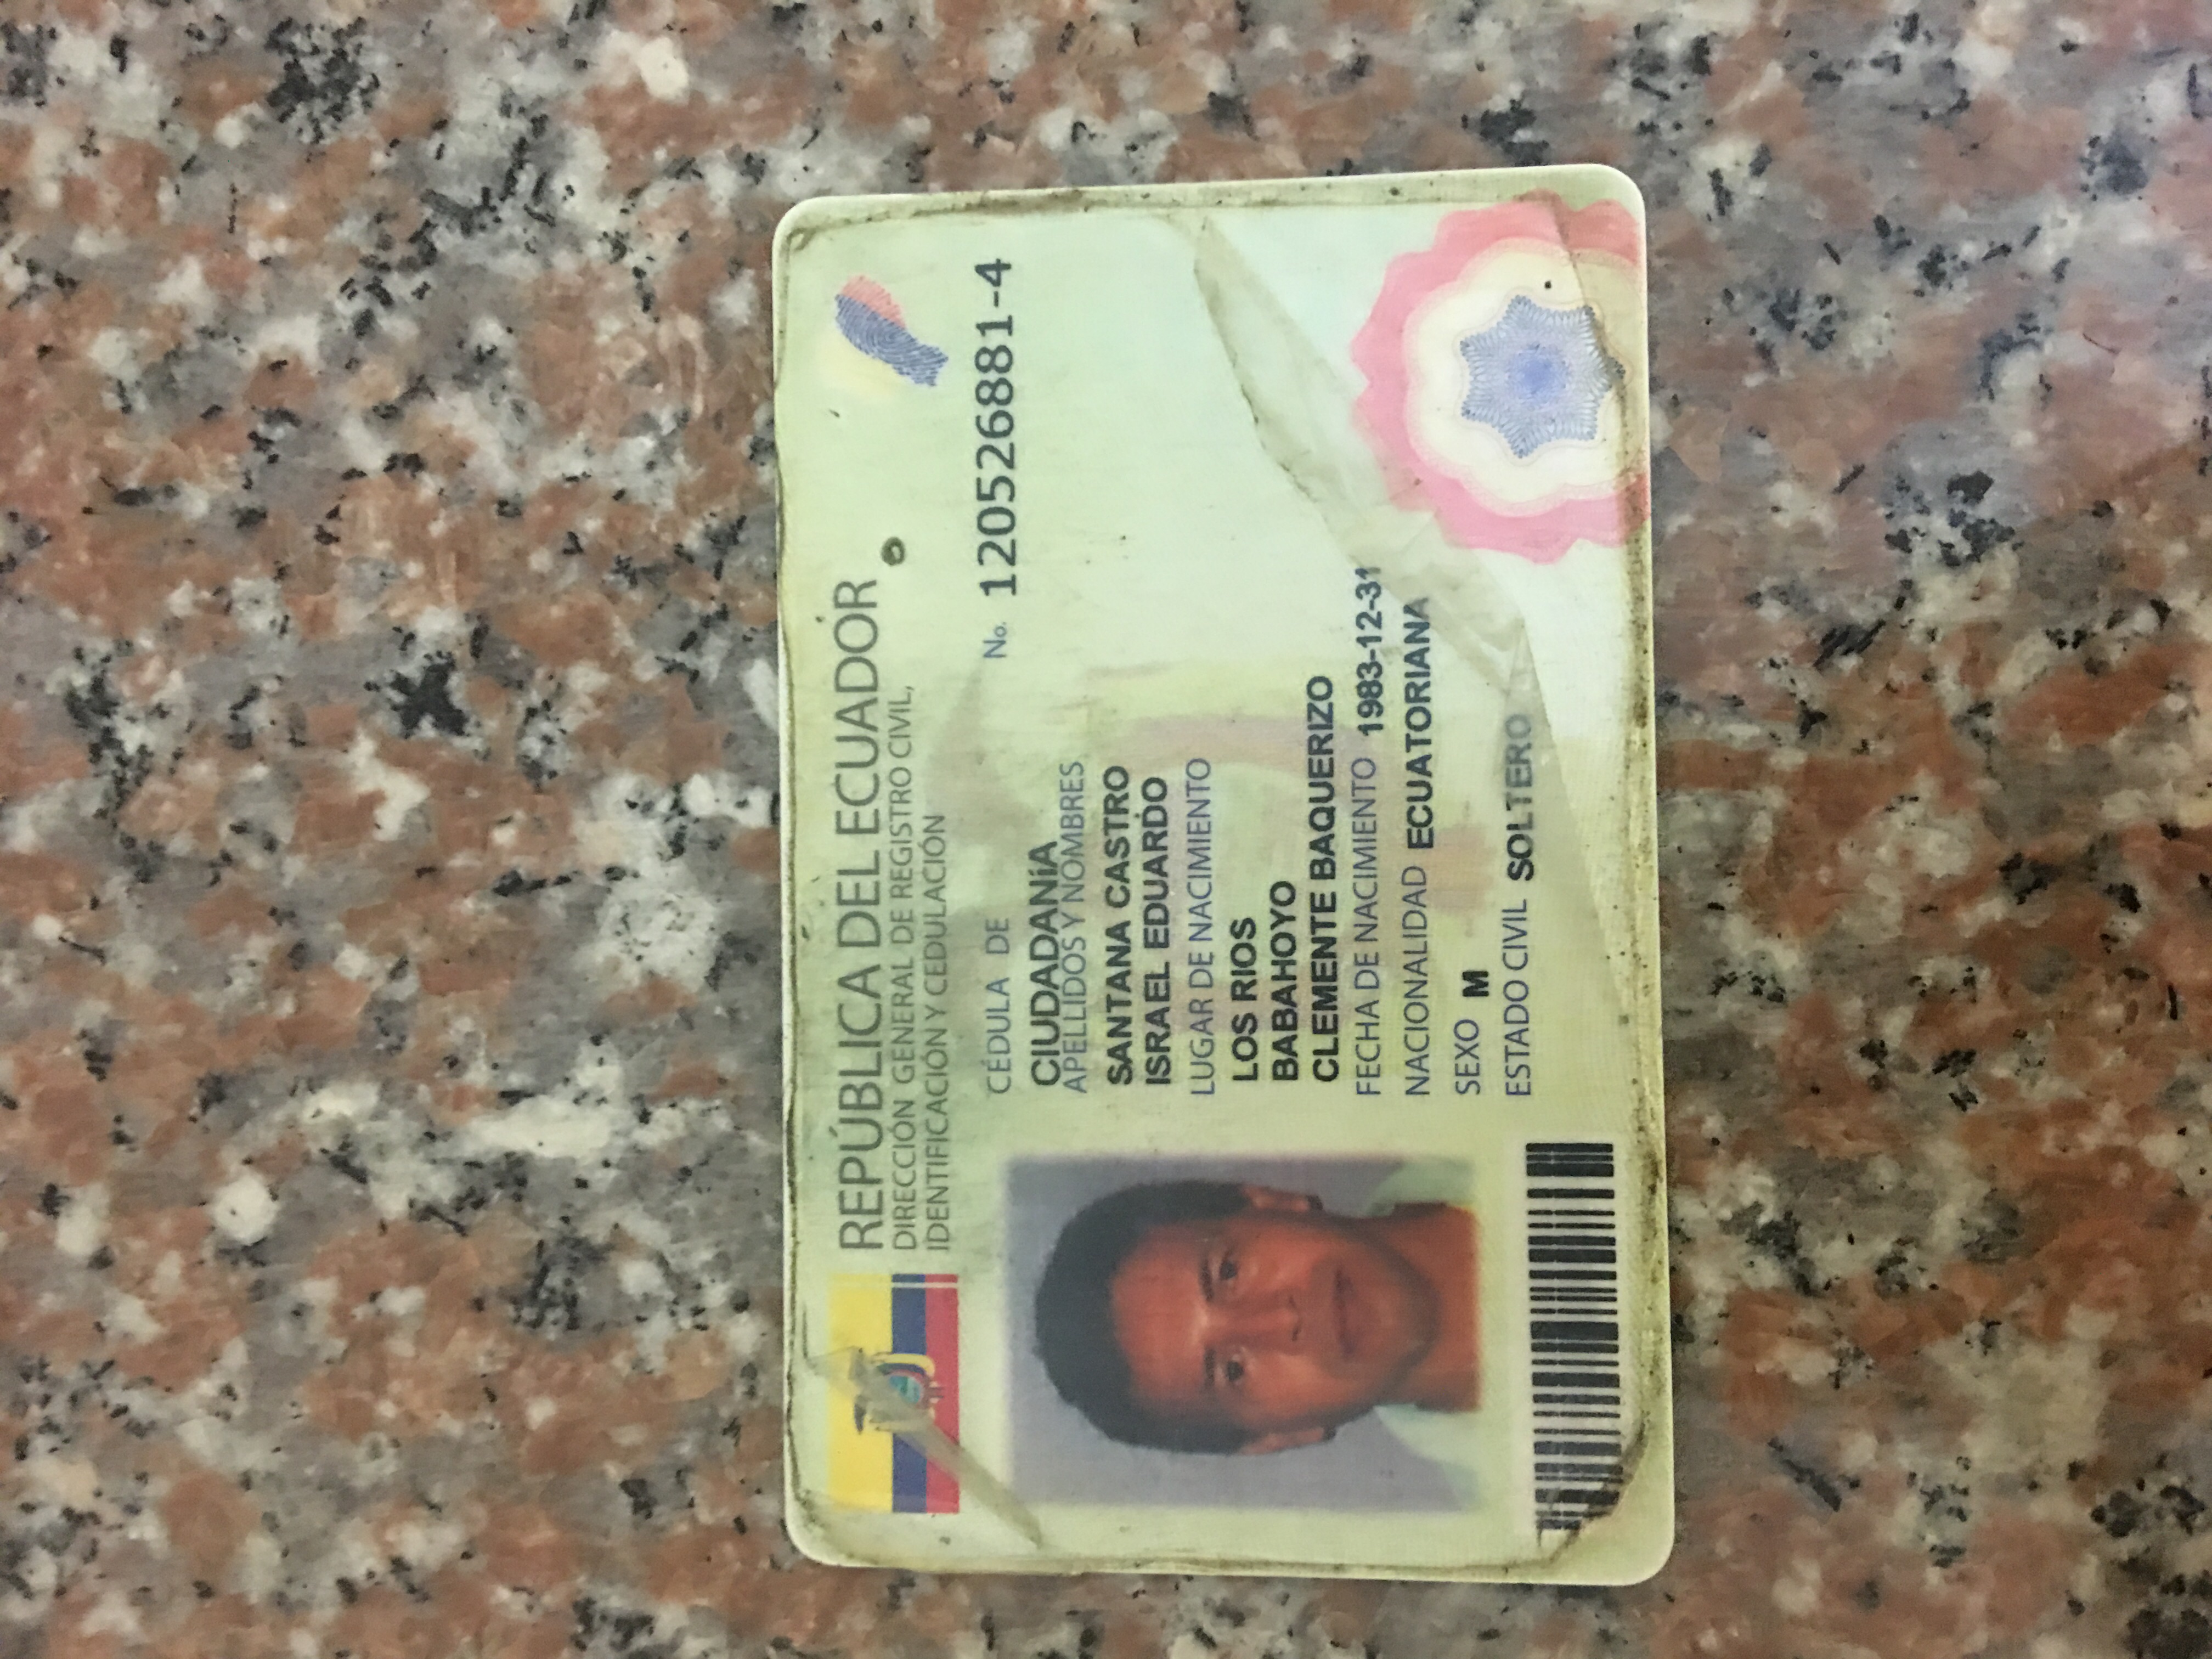 REPÚBLICA DEL ECUADOR
DIRECCIÓN GENERAL DE REGISTRO CIVIL,
IDENTIFICACIÓN Y CEDULACIÓN
CÉDULA DE No. 120526881-4
CIUDADANíA
APELLIDOS Y NOMBRES
SANTANA CASTRO
ISRAEL EDUARDO
LUGAR DE NACIMIENTO
LOS RIOS
BABAHOYO
CLEMENTE BAQUERIZO
FECHA DE NACIMIENTO 1983-12-31
NACIONALIDAD ECUATORIANA
SEXO M
ESTADO CIVIL SOLTERO